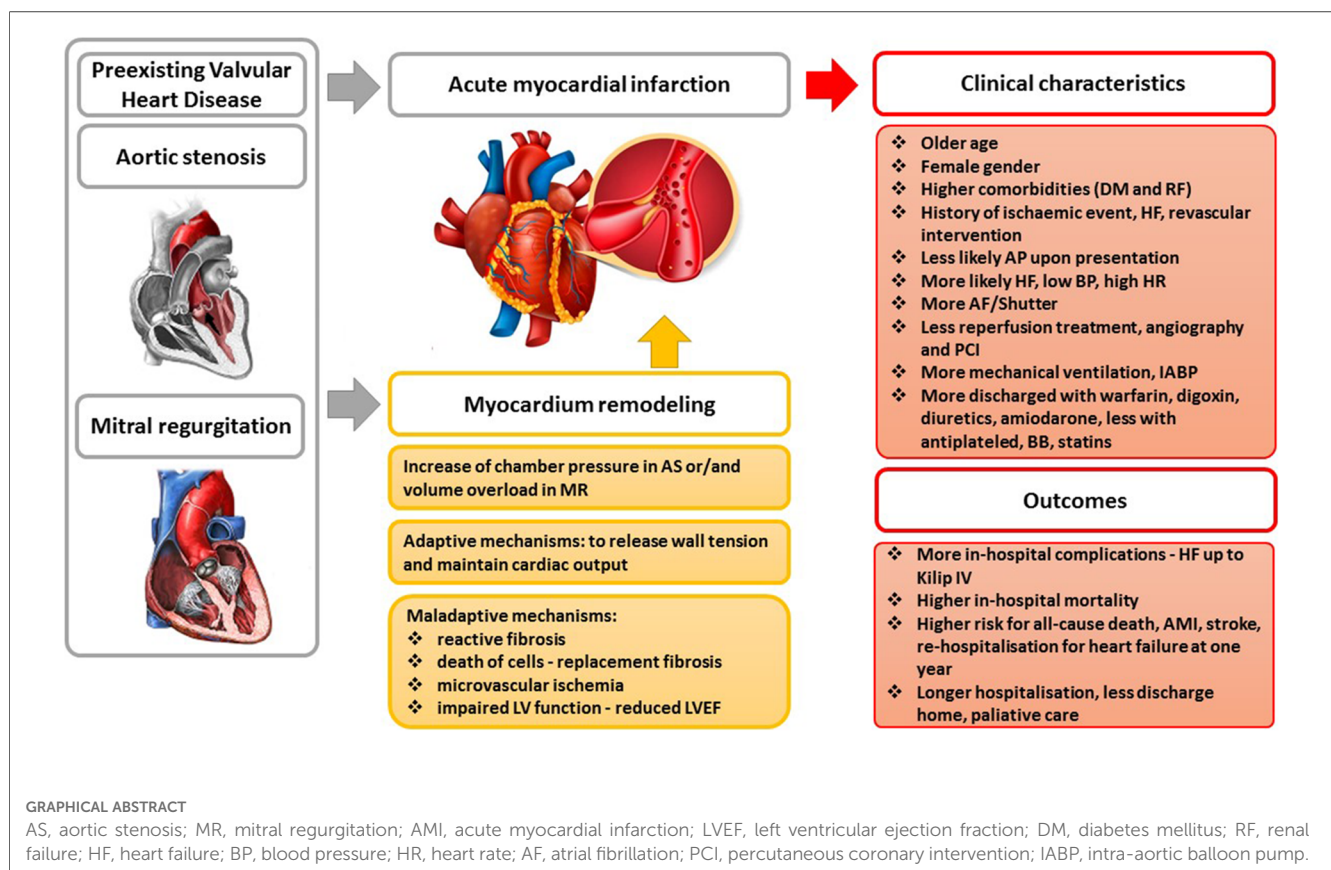 Preexisting Valvular
Heart Disease
Aortic stenosis
Mitral regurgitation
Acute myocardial infarction
Myocardium remodeling
Increase of chamber pressure in AS or/and
volume overload in MR
Adaptive mechanisms: to release wall tension
and maintain cardiac output
Maladaptive mechanisms:
❖ reactive fibrosis
❖ death of cells - replacement fibrosis
❖ microvascular ischemia
❖ impaired LV function - reduced LVEF
Clinical characteristics
❖ Older age
❖ Female gender
❖ Higher comorbidities (DM and RF)
❖ History of ischaemic event, HF, revascular
intervention
❖ Less likely AP upon presentation
❖ More likely HF, low BP, high HR
❖ More AF/Shutter
❖ Less reperfusion treatment, angiography
and PCI
❖ More mechanical ventilation, IABP
❖ More discharged with warfarin, digoxin,
diuretics, amiodarone, less with
antiplateled, BB, statins
Outcomes
❖ More in-hospital complications - HF up to
Kilip IV
❖ Higher in-hospital mortality
❖ Higher risk for all-cause death, AMI, stroke,
re-hospitalisation for heart failure at one
year
❖ Longer hospitalisation, less discharge
home, paliative care
GRAPHICAL ABSTRACT
AS, aortic stenosis; MR, mitral regurgitation; AMI, acute myocardial infarction; LVEF, left ventricular ejection fraction; DM, diabetes mellitus; RF, renal
failure; HF, heart failure; BP, blood pressure; HR, heart rate; AF, atrial fibrillation; PCI, percutaneous coronary intervention; IABP, intra-aortic balloon pump.